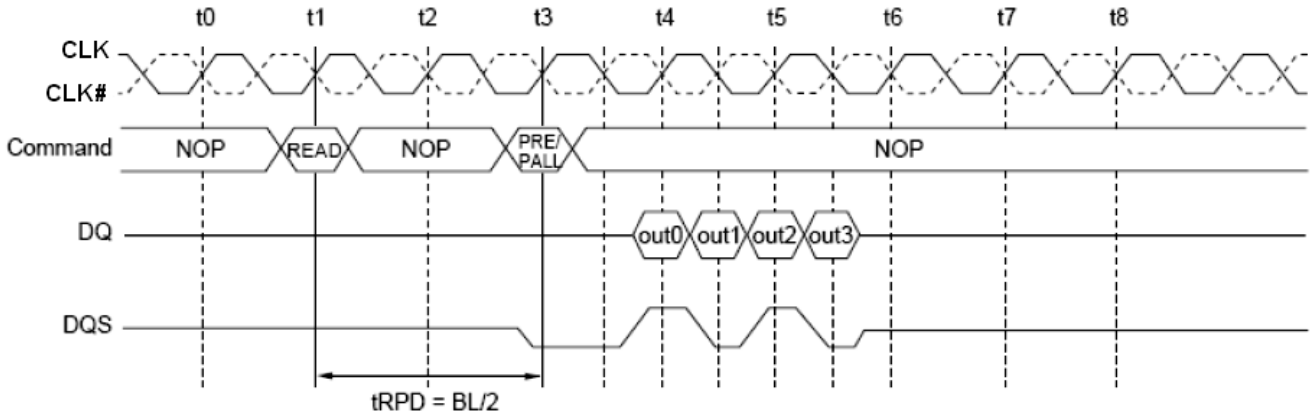 t0 t1 t2 t3 t4 t5 t6 t7 t8
CLK
CLK#
Command NOP READ NOP PRE/ PALL NOP
DQ out0 out1 out2 out3
DQS
tRPD = BL/2